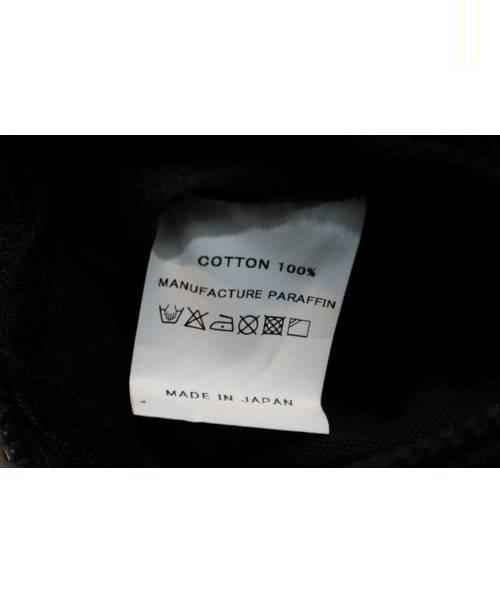 COTTON 100%
MANUFACTURE PARAFFIN
MADE IN JAPAN